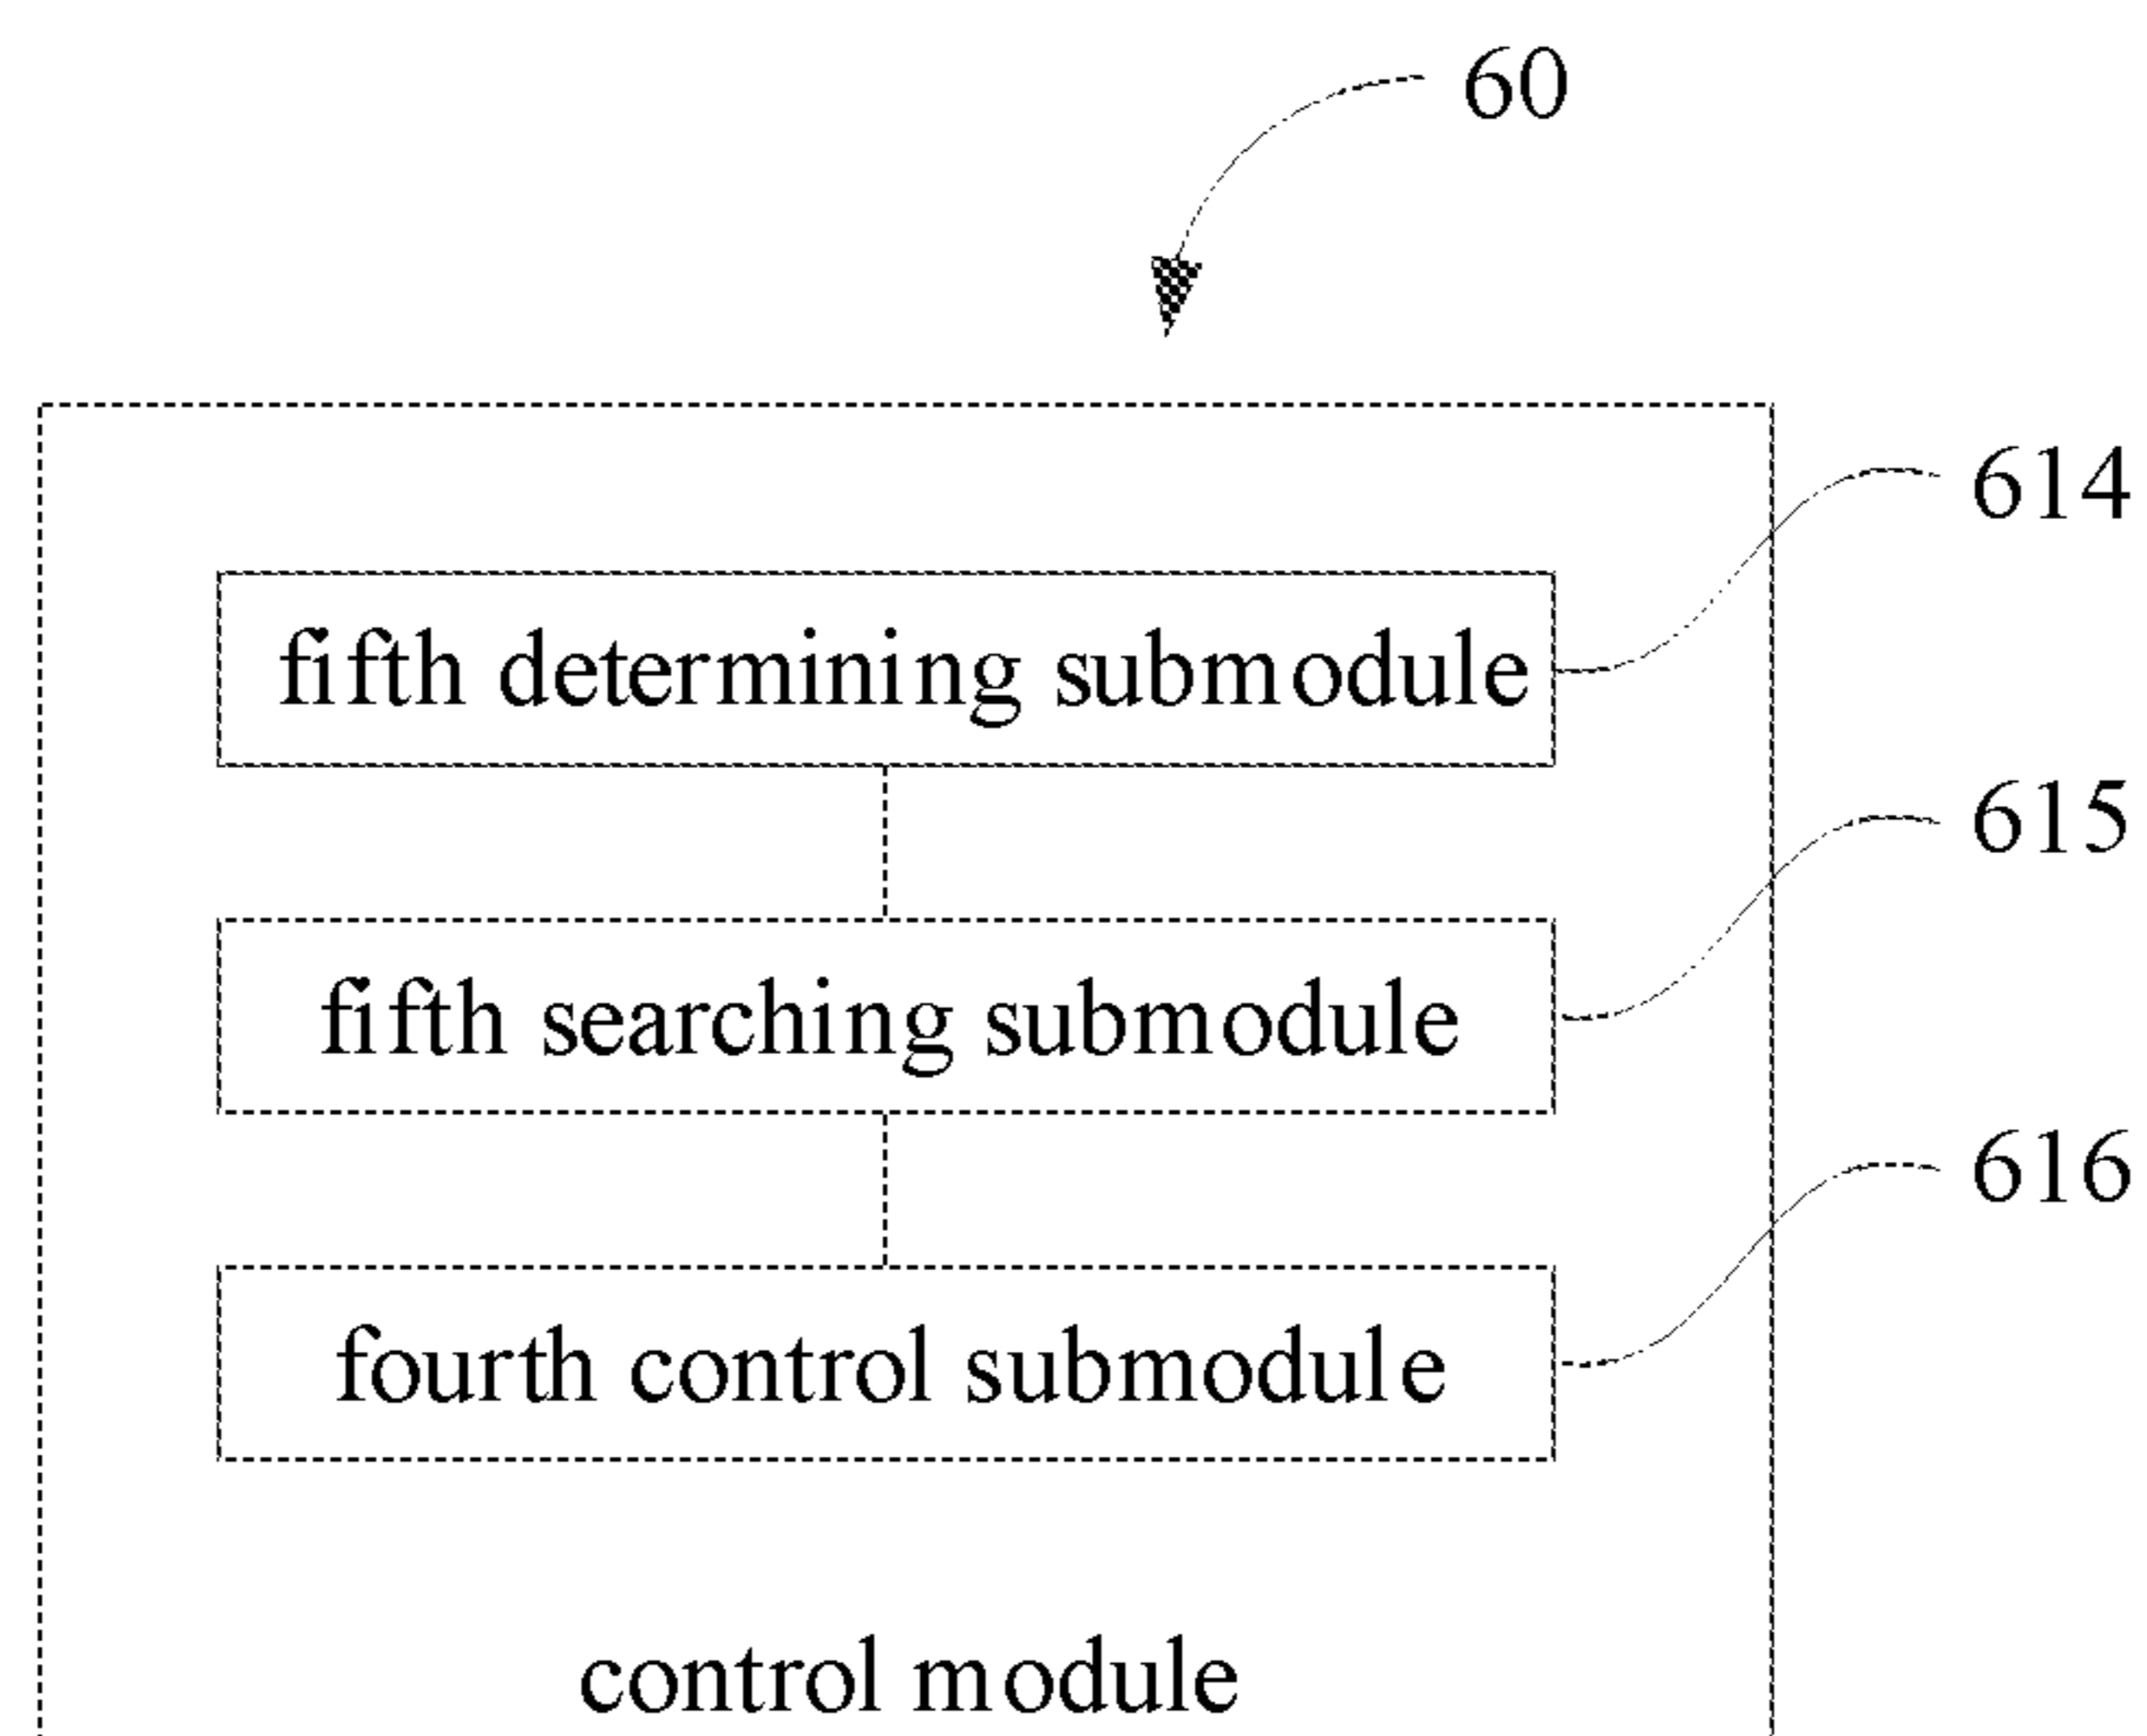 60
614
fifth determining submodule
615
fifth searching submodule
616
fourth control submodule
control module